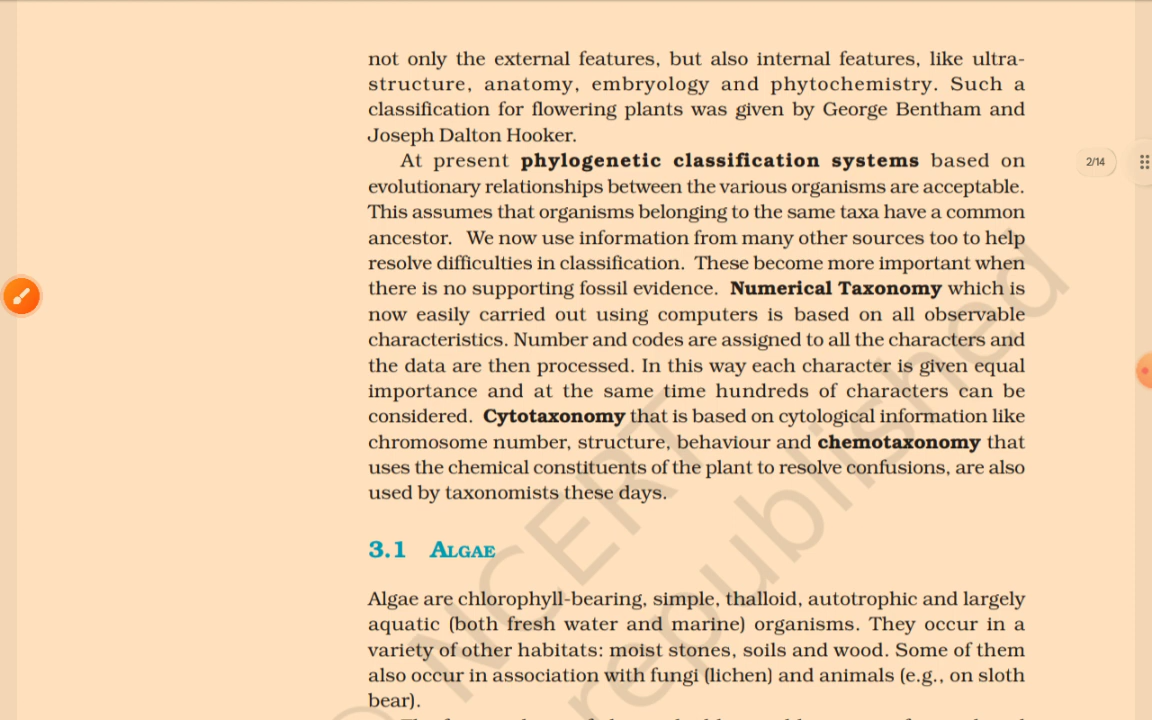 not only the external features, but also internal features, like ultra-
structure, anatomy, embryology and phytochemistry. Such a
classification for flowering plants was given by George Bentham and
Joseph Dalton Hooker.
At present phylogenetic classification systems based on
evolutionary relationships between the various organisms are acceptable.
This assumes that organisms belonging to the same taxa have a common
ancestor. We now use information from many other sources too to help
resolve difficulties in classification. These become more important when
there is no supporting fossil evidence. Numerical Taxonomy which is
now easily carried out using computers is based on all observable
characteristics. Number and codes are assigned to all the characters and
the data are then processed. In this way each character is given equal
importance and at the same time hundreds of characters can be
considered. Cytotaxonomy that is based on cytological information like
chromosome number, structure, behaviour and chemotaxonomy that
uses the chemical constituents of the plant to resolve confusions, are also
used by taxonomists these days.
3.1 ALGAE
Algae are chlorophyll-bearing, simple, thalloid, autotrophic and largely
aquatic (both fresh water and marine) organisms. They occur in a
variety of other habitats: moist stones, soils and wood. Some of them
also occur in association with fungi (lichen) and animals (e.g., on sloth
bear).
2/14
© NCERT
republished